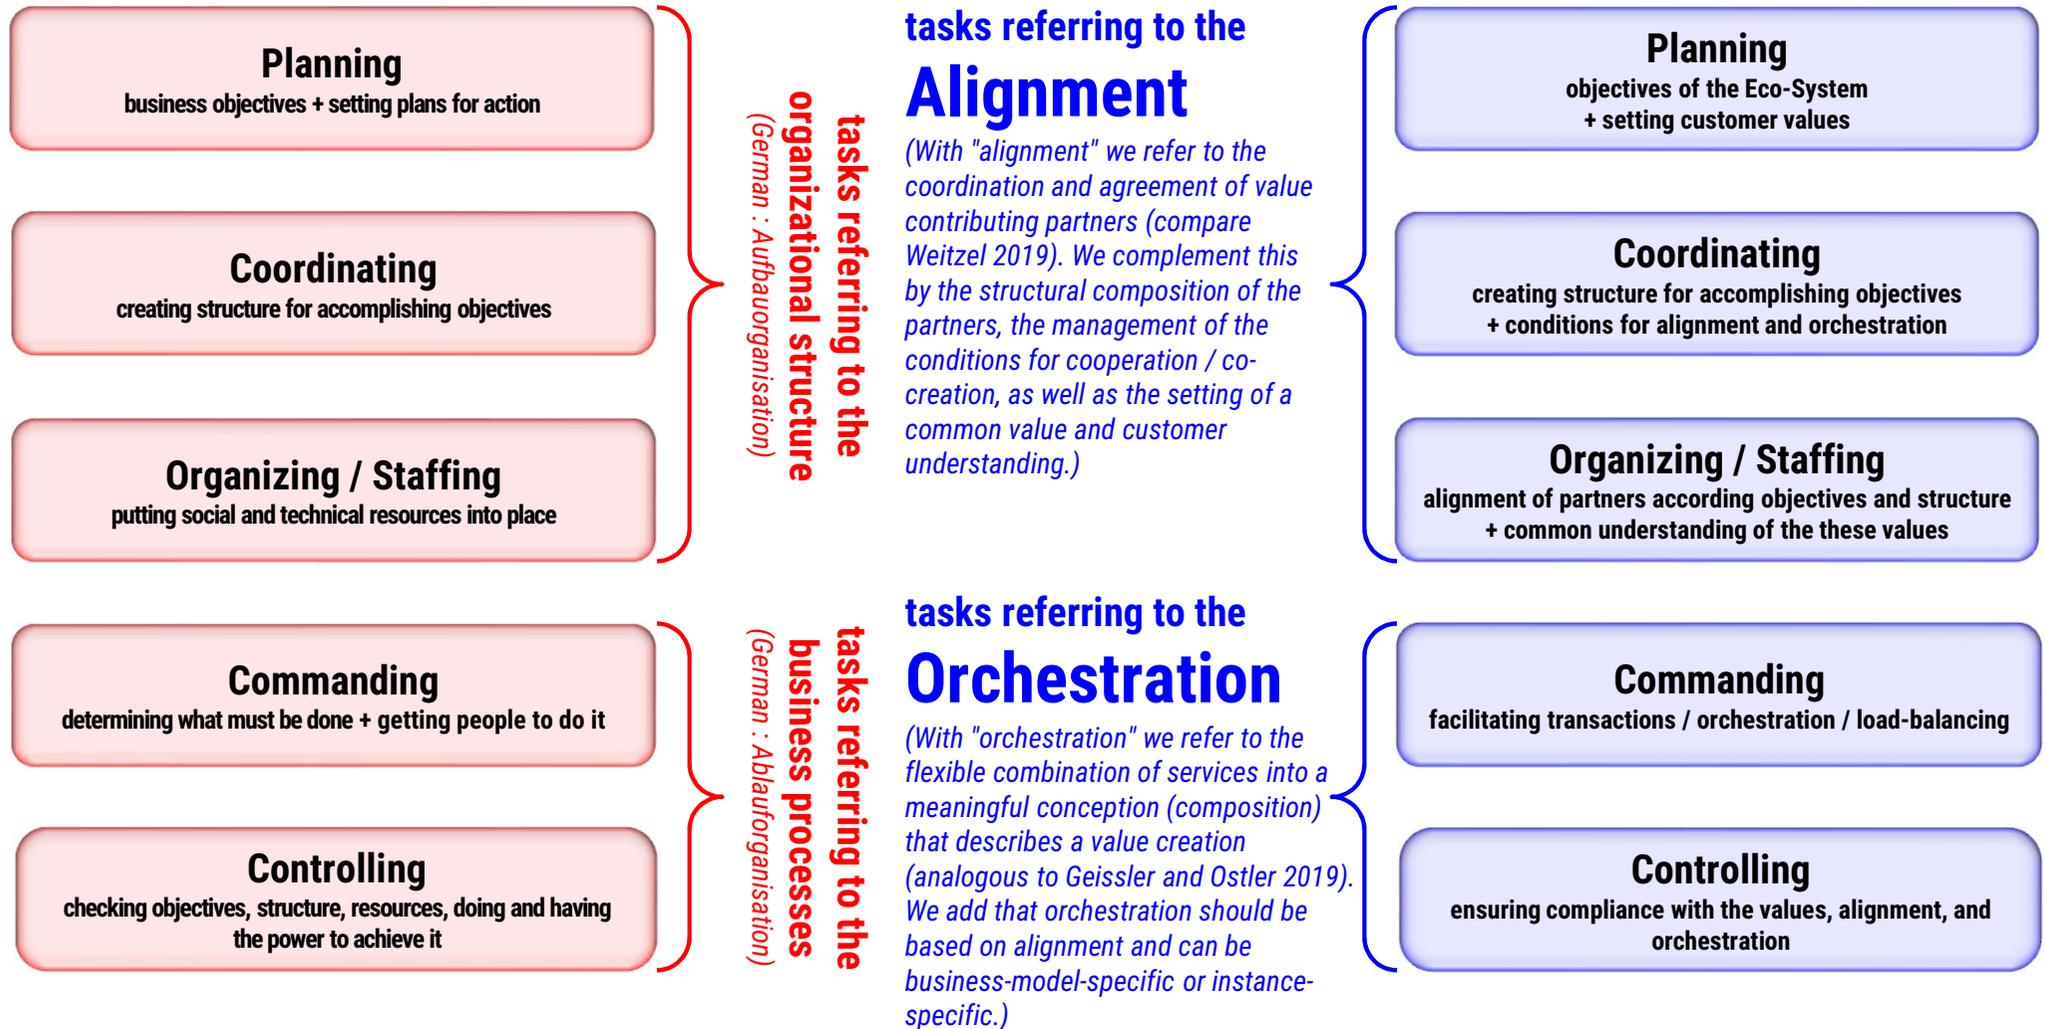 Planning
business objectives + setting plans for action
Coordinating
creating structure for accomplishing objectives
Organizing / Staffing
putting social and technical resources into place
Commanding
determining what must be done + getting people to do it
Controlling
checking objectives, structure, resources, doing and having
the power to achieve it
tasks referring to the
organizational structure
(German : Aufbauorganisation)
tasks referring to the
business processes
(German : Ablauforganisation)
tasks referring to the
Alignment
(With "alignment" we refer to the
coordination and agreement of value
contributing partners (compare
Weitzel 2019). We complement this
by the structural composition of the
partners, the management of the
conditions for cooperation / co-
creation, as well as the setting of a
common value and customer
understanding.)
tasks referring to the
Orchestration
(With "orchestration" we refer to the
flexible combination of services into a
meaningful conception (composition)
that describes a value creation
(analogous to Geissler and Ostler 2019).
We add that orchestration should be
based on alignment and can be
business-model-specific or instance-
specific.)
Planning
objectives of the Eco-System
+ setting customer values
Coordinating
creating structure for accomplishing objectives
+ conditions for alignment and orchestration
Organizing / Staffing
alignment of partners according objectives and structure
+ common understanding of the these values
Commanding
facilitating transactions / orchestration / load-balancing
Controlling
ensuring compliance with the values, alignment, and
orchestration